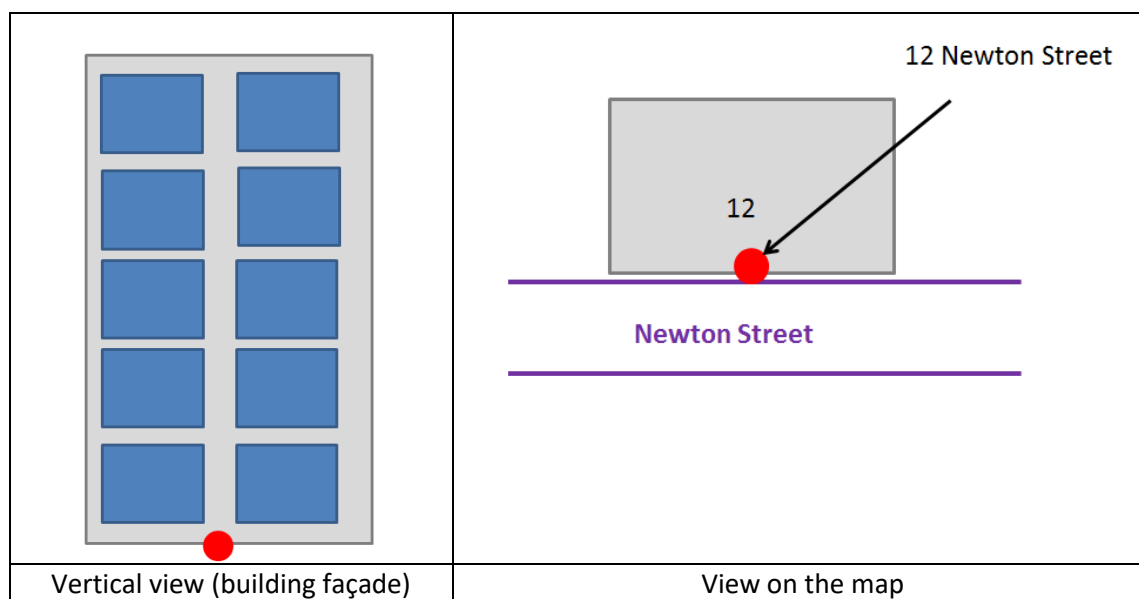 12 Newton Street
12
Newton Street
Vertical view (building façade)
View on the map